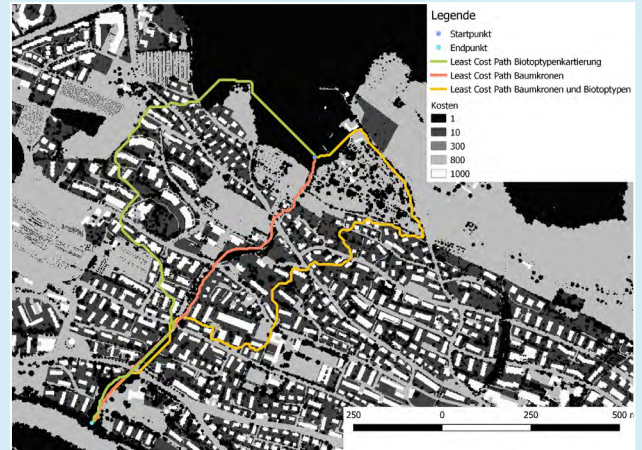 Legende
Startpunkt
Endpunkt
Least Cost Path Biotoptypenkartierung
Least Cost Path Baumkronen
Least Cost Path Baumkronen und Biotoptypen
Kosten
1
10
300
800
1000
250 0 250 500 m